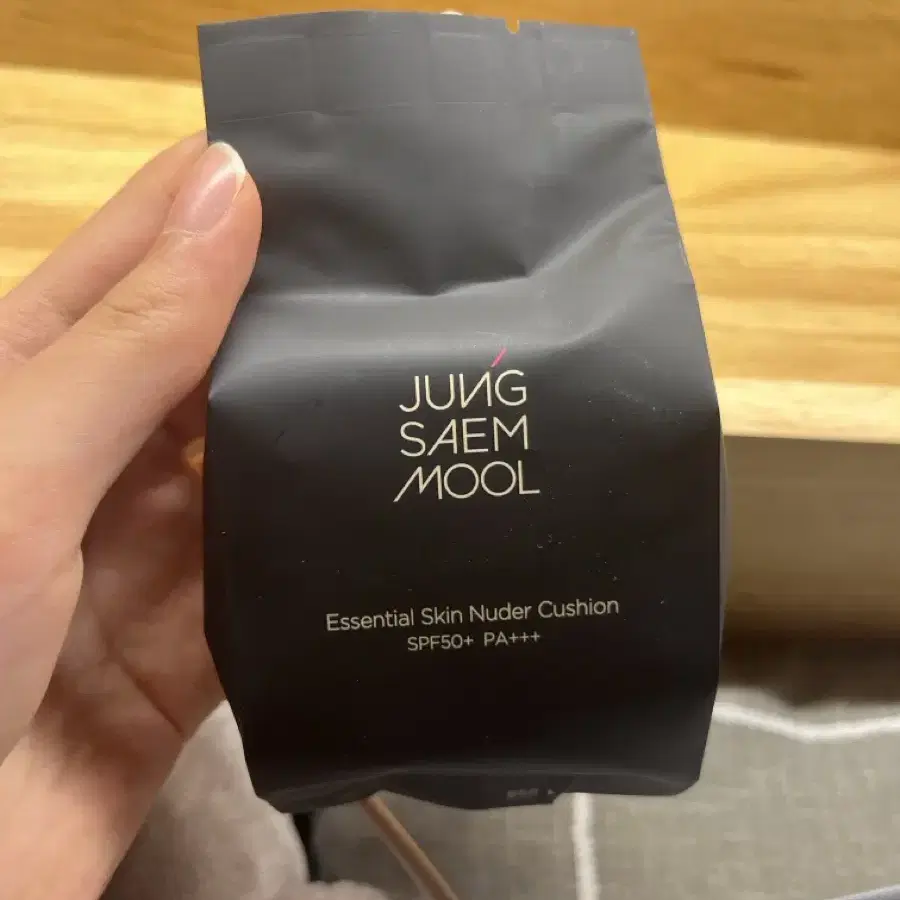 JUNG
SAEM
MOOL
Essential Skin Nuder Cushion
SPF50+ PA+++